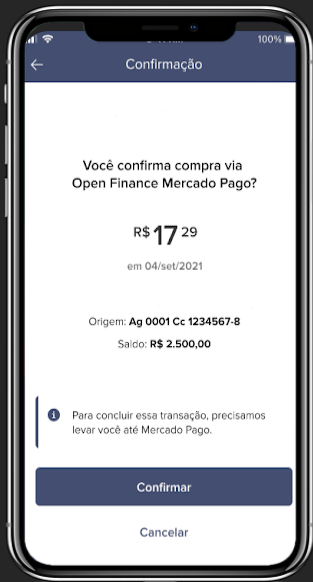 100%
Confirmação
Você confirma compra via
Open Finance Mercado Pago?
R$ 17 29
em 04/set/2021
Origem: Ag 0001 Cc 1234567-8
Saldo: R$ 2.500,00
Para concluir essa transação, precisamos
levar você até Mercado Pago.
Confirmar
Cancelar